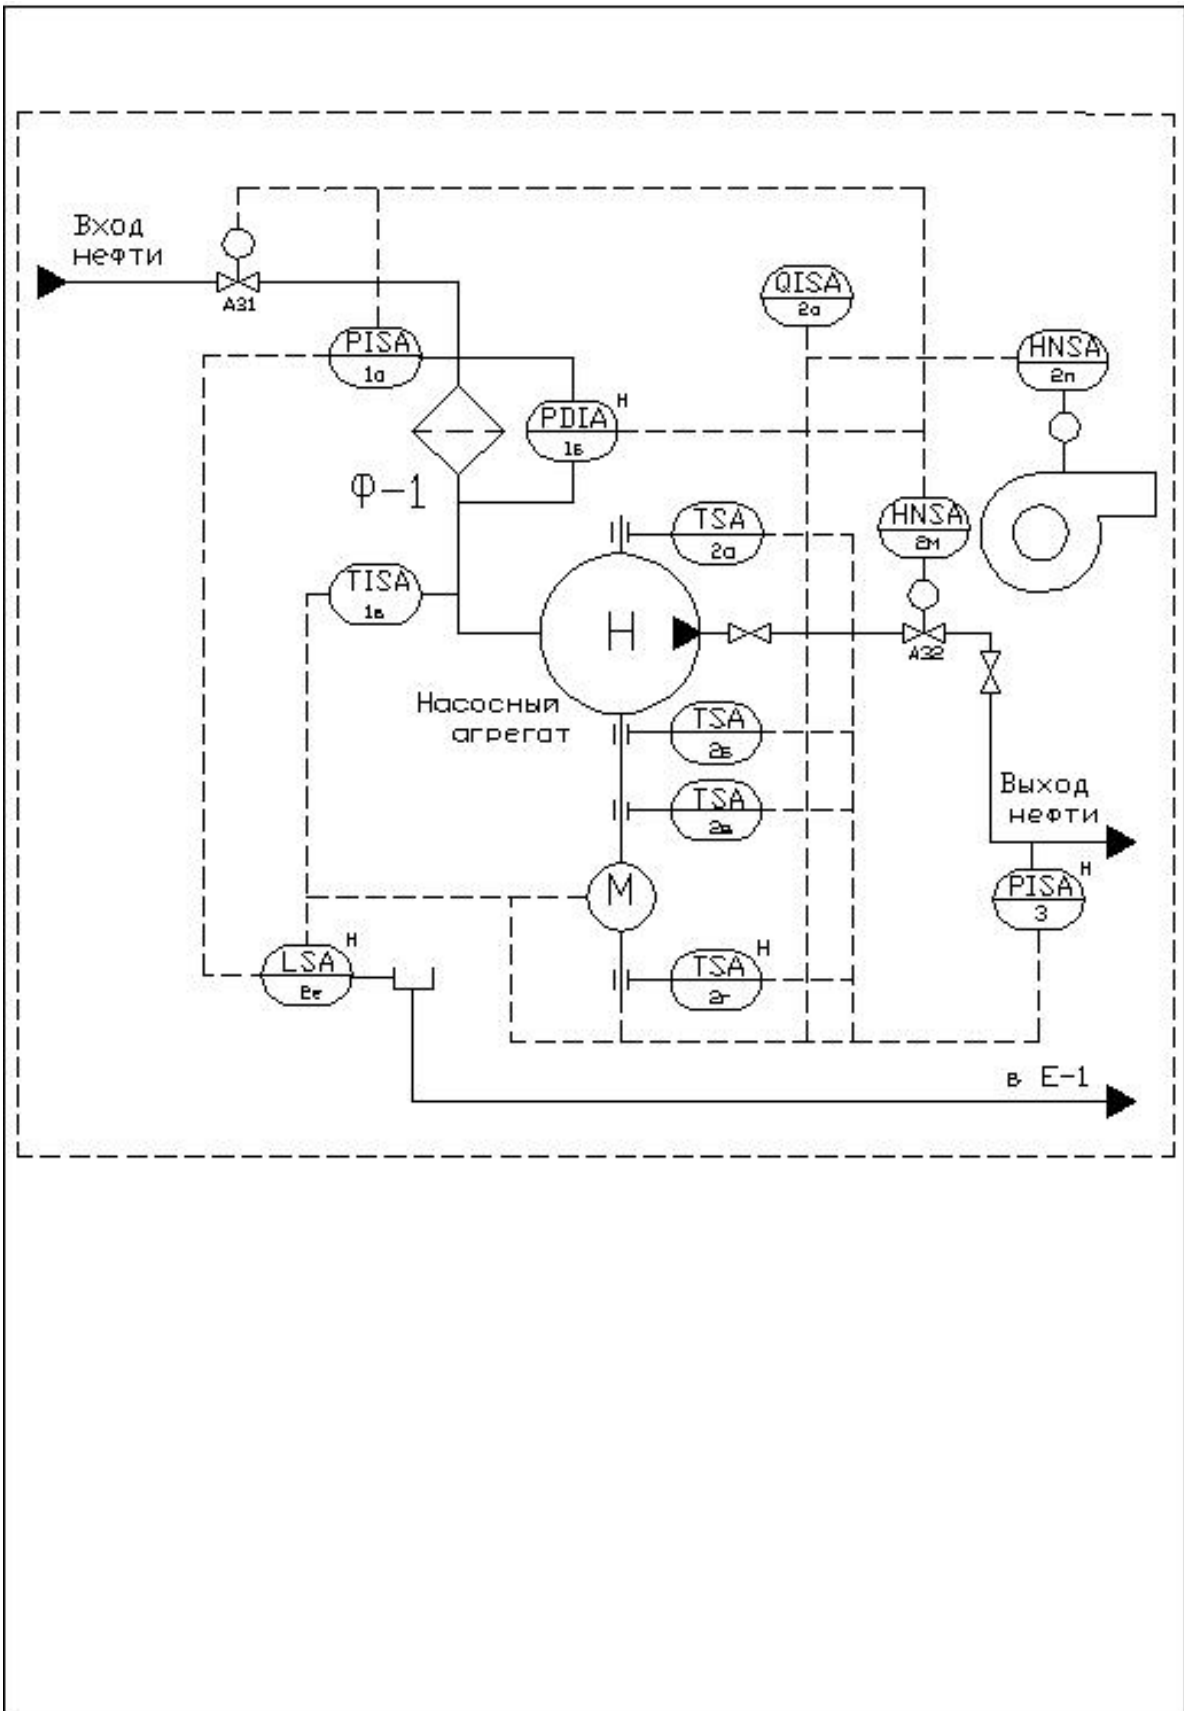 Вход
нефти
АЗ1
PISA
1а
QISA
2а
HNSA
2п
H
PDIA
1б
Ф-1
TSA
2а
HNSA
2м
TISA
1в
Н
АЗ2
Насосный
агрегат
TSA
2б
TSA
2в
Выход
нефти
M
H
PISA
3
H
LSA
2е
H
TSA
2г
в Е-1